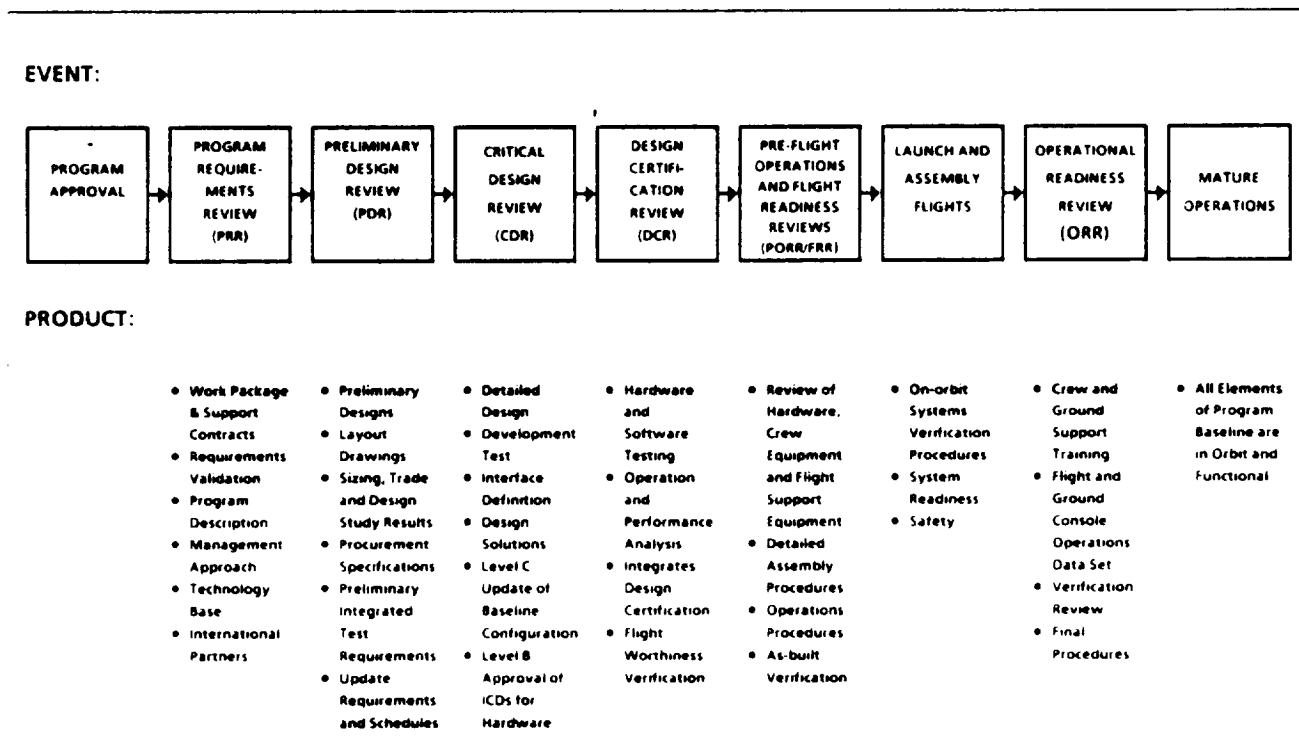 EVENT:
PROGRAM
APPROVAL
PROGRAM
REQUIRE-
MENTS
REVIEW
(PRR)
PRELIMINARY
DESIGN
REVIEW
(PDR)
CRITICAL
DESIGN
REVIEW
(CDR)
DESIGN
CERTIFI-
CATION
REVIEW
(DCR)
PRE-FLIGHT
OPERATIONS
AND FLIGHT
READINESS
REVIEWS
(PORR/FRR)
LAUNCH AND
ASSEMBLY
FLIGHTS
OPERATIONAL
READINESS
REVIEW
(ORR)
MATURE
OPERATIONS
PRODUCT:
• Work Package
& Support
Contracts
• Requirements
Validation
• Program
Description
• Management
Approach
• Technology
Base
• International
Partners
• Preliminary
Designs
• Layout
Drawings
• Sizing, Trade
and Design
Study Results
• Procurement
Specifications
• Preliminary
Integrated
Test
Requirements
• Update
Requirements
and Schedules
• Detailed
Design
• Development
Test
• Interface
Definition
• Design
Solutions
• Level C
Update of
Baseline
Configuration
• Level B
Approval of
ICDs for
Hardware
• Hardware
and
Software
Testing
• Operation
and
Performance
Analysis
• Integrates
Design
Certification
• Flight
Worthiness
Verification
• Review of
Hardware,
Crew
Equipment
and Flight
Support
Equipment
• Detailed
Assembly
Procedures
• Operations
Procedures
• As-built
Verification
• On-orbit
Systems
Verification
Procedures
• System
Readiness
• Safety
• Crew and
Ground
Support
Training
• Flight and
Ground
Console
Operations
Data Set
• Verification
Review
• Final
Procedures
• All Elements
of Program
Baseline are
in Orbit and
Functional